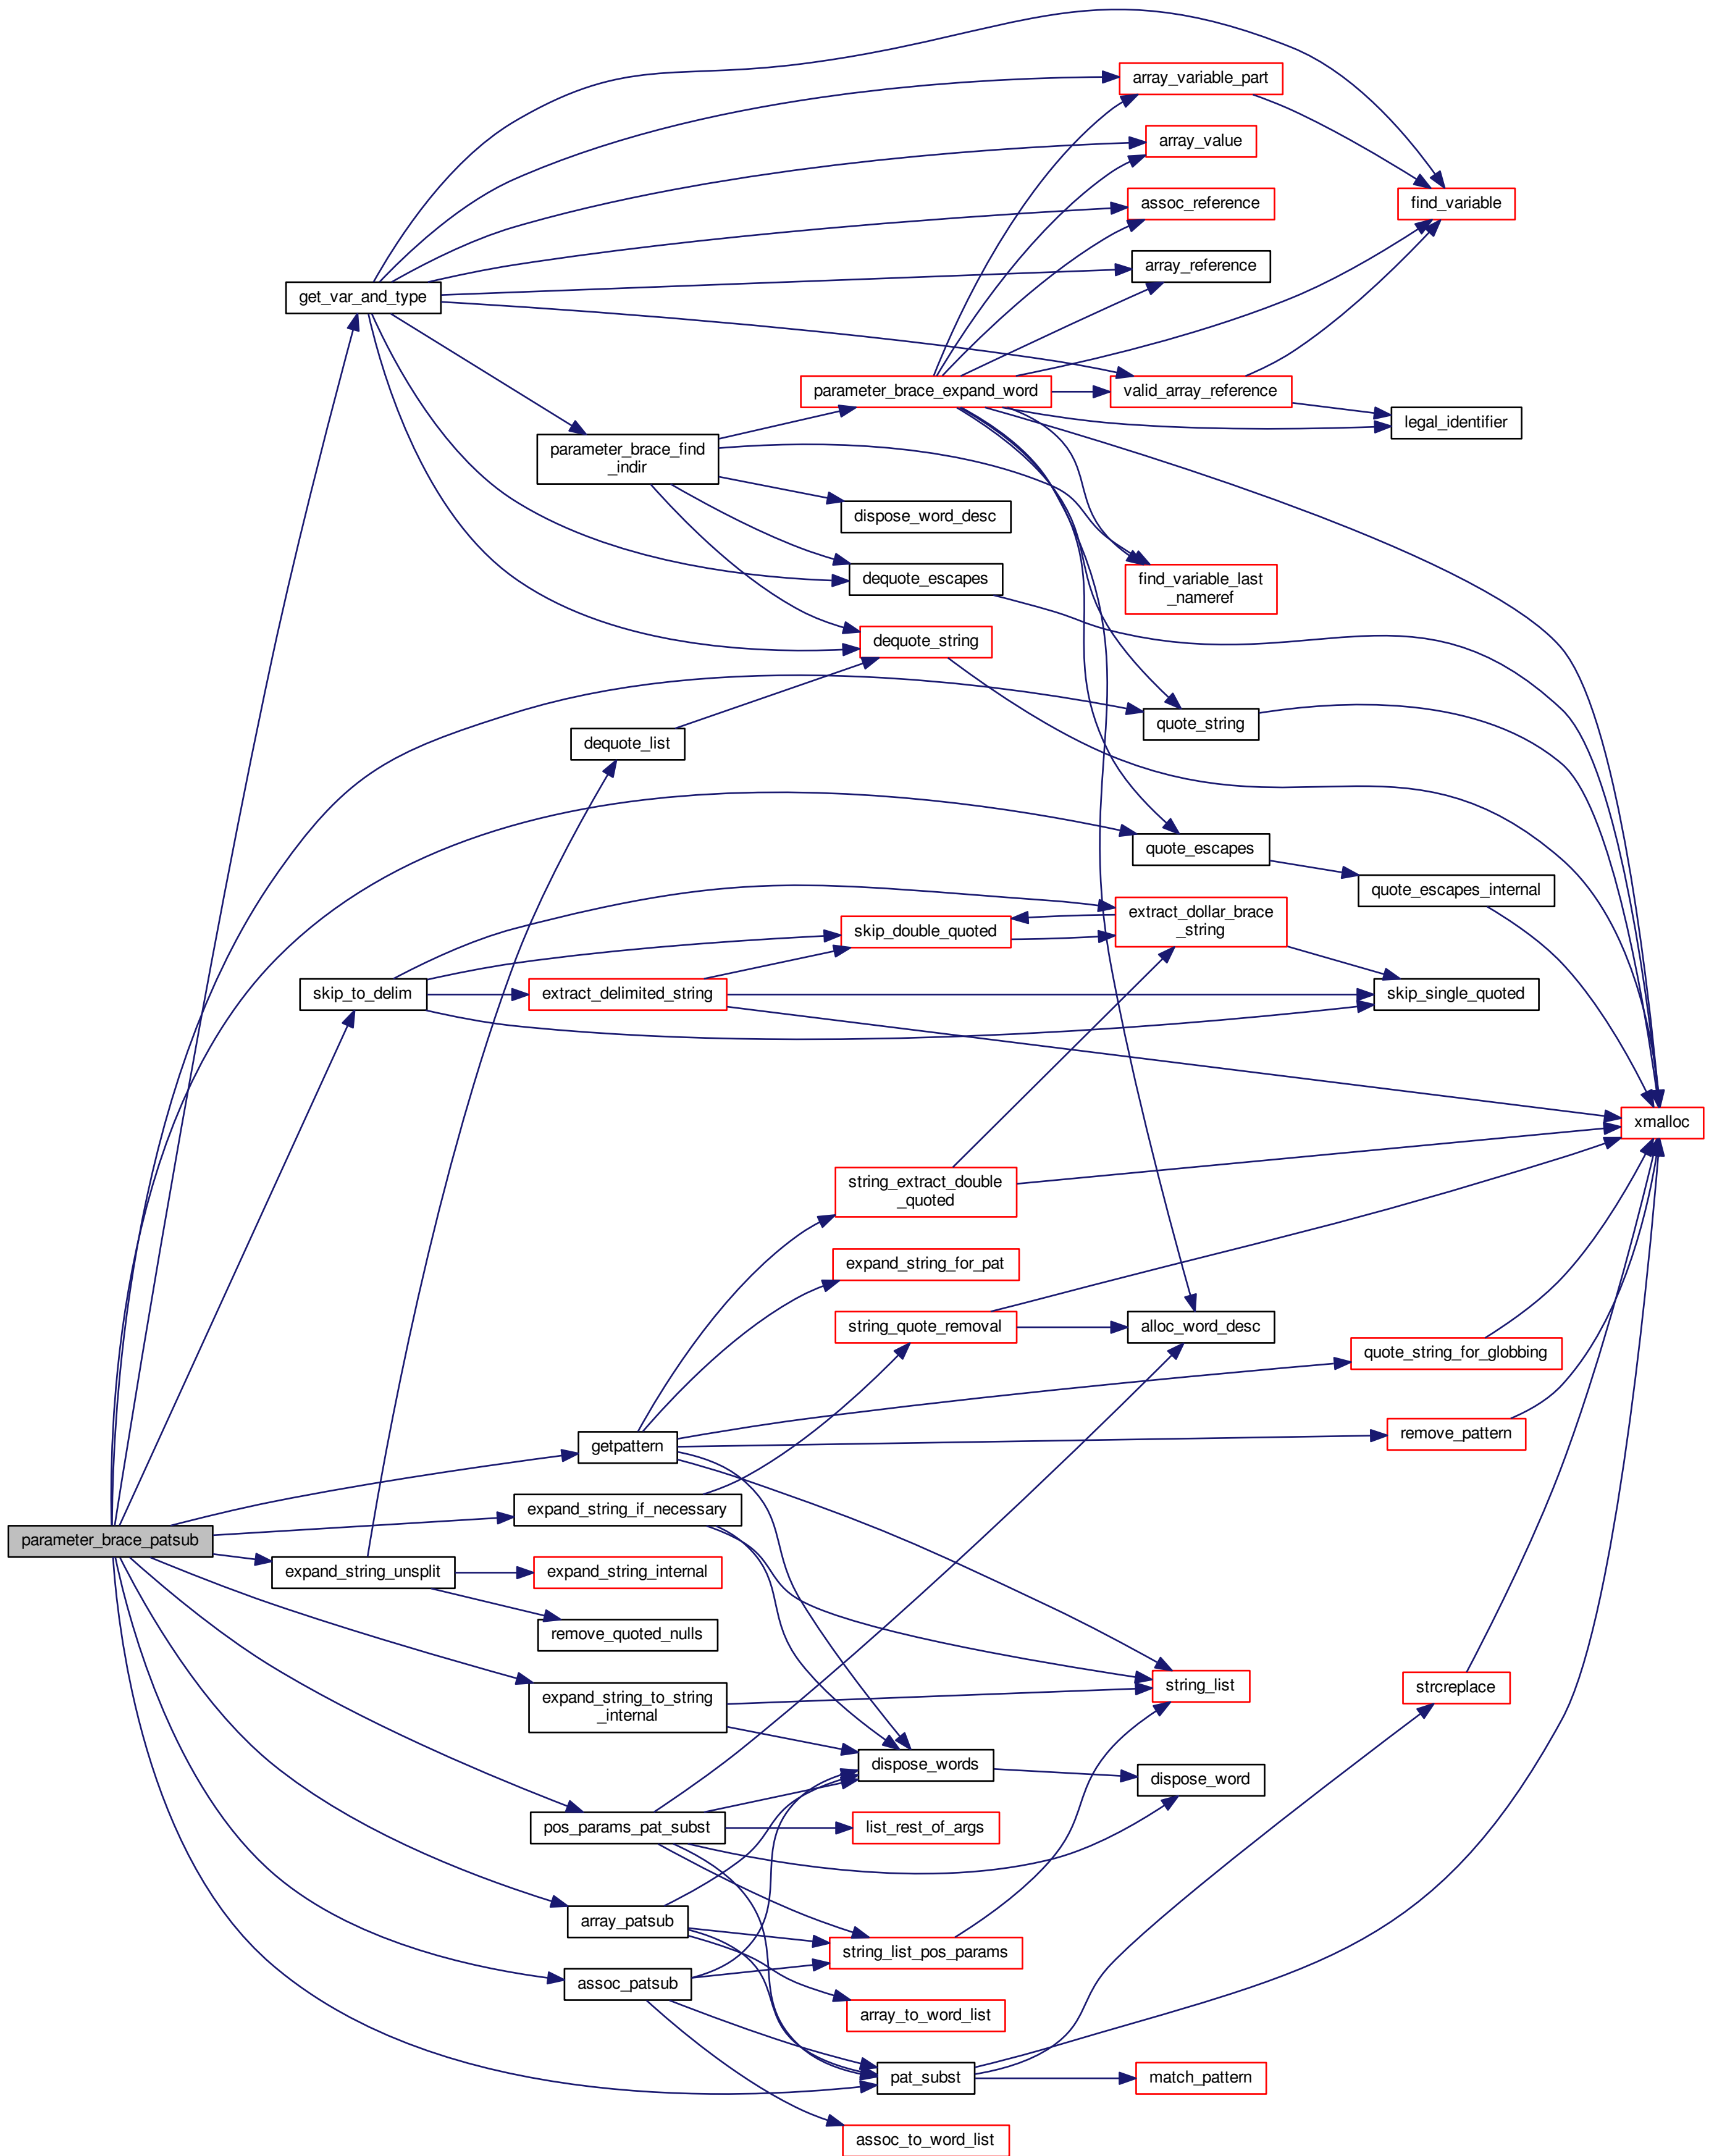 array_variable_part
array_value
assoc_reference
find_variable
array_reference
get_var_and_type
parameter_brace_expand_word
valid_array_reference
legal_identifier
parameter_brace_find
_indir
dispose_word_desc
dequote_escapes
find_variable_last
_nameref
dequote_string
quote_string
dequote_list
quote_escapes
quote_escapes_internal
extract_dollar_brace
_string
skip_double_quoted
skip_to_delim
extract_delimited_string
skip_single_quoted
xmalloc
string_extract_double
_quoted
expand_string_for_pat
string_quote_removal
alloc_word_desc
quote_string_for_globbing
getpattern
remove_pattern
expand_string_if_necessary
parameter_brace_patsub
expand_string_unsplit
expand_string_internal
remove_quoted_nulls
expand_string_to_string
_internal
string_list
strcreplace
dispose_words
dispose_word
pos_params_pat_subst
list_rest_of_args
array_patsub
string_list_pos_params
assoc_patsub
array_to_word_list
pat_subst
match_pattern
assoc_to_word_list